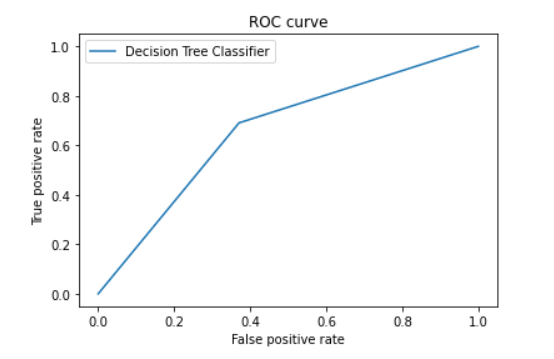 ROC curve
Decision Tree Classifier
True positive rate
1.0
0.8
0.6
0.4
0.2
0.0
0.0 0.2 0.4 0.6 0.8 1.0
False positive rate